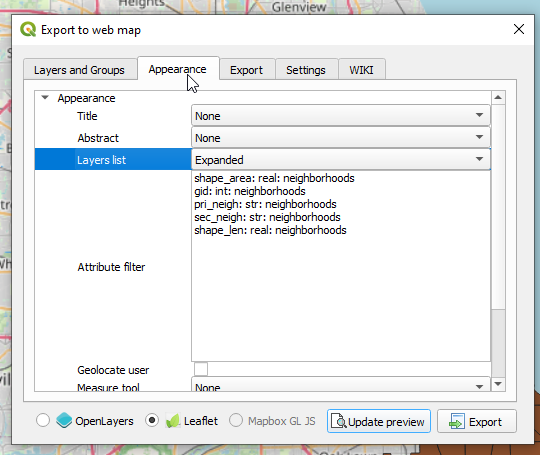 Heights
Glenview
Export to web map
Layers and Groups
Appearance
Export
Settings
WIKI
Appearance
Title
None
Abstract
None
Layers list
Expanded
shape_area: real: neighborhoods
gid: int: neighborhoods
pri_neigh: str: neighborhoods
sec_neigh: str: neighborhoods
shape_len: real: neighborhoods
Attribute filter
Geolocate user
Measure tool
None
OpenLayers
Leaflet
Mapbox GL JS
Update preview
Export